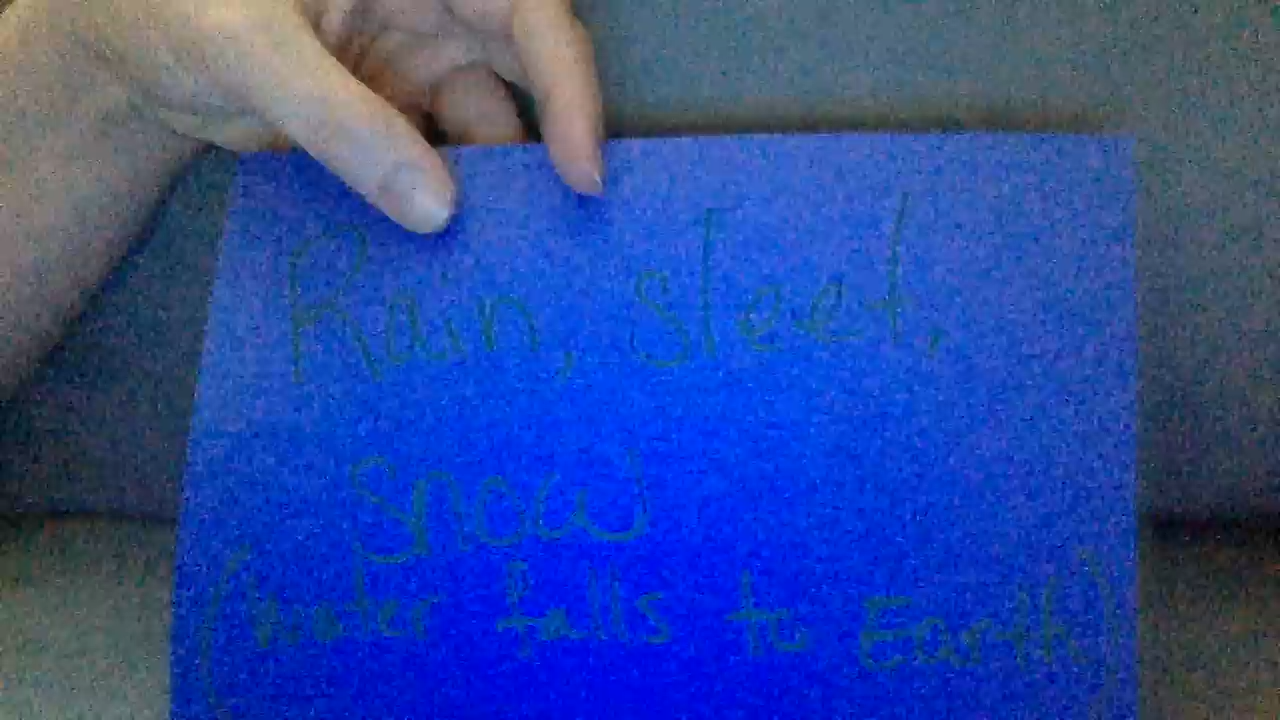 Rain, sleet,
snow
(water falls to Earth)